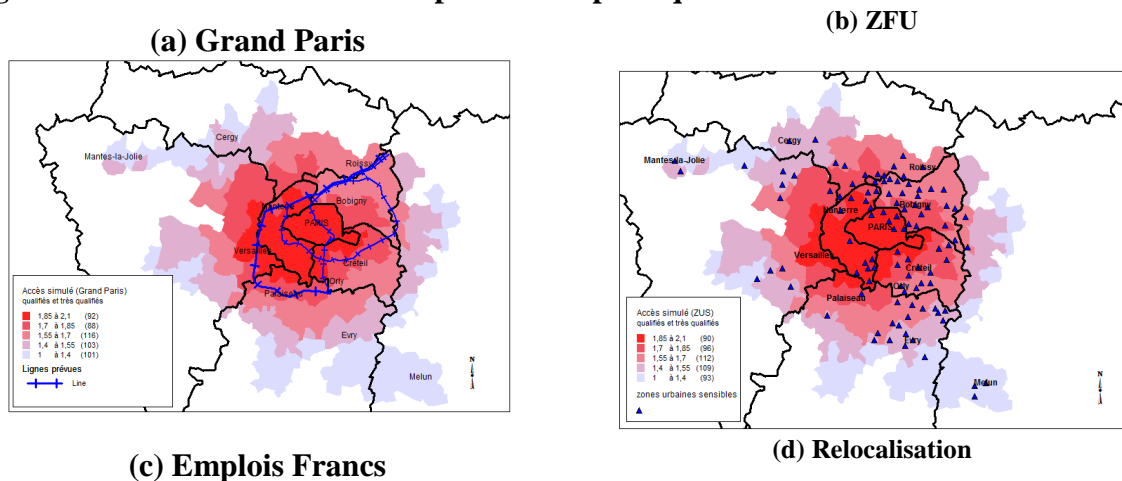 (a) Grand Paris
Cergy
Mantes-la-Jolie
Roissy
Bobigny
Nanterre
PARIS
Versailles
Créteil
Orly
Palaiseau
Evry
Melun
N
Accès simulé (Grand Paris)
qualifiés et très qualifiés
1,85 à 2,1 (92)
1,7 à 1,85 (88)
1,55 à 1,7 (116)
1,4 à 1,55 (103)
1 à 1,4 (101)
Lignes prévues
Line
(b) ZFU
Cergy
Mantes-la-Jolie
Roissy
Bobigny
Nanterre
PARIS
Versailles
Créteil
Orly
Palaiseau
Evry
Melun
N
Accès simulé (ZUS)
qualifiés et très qualifiés
1,85 à 2,1 (90)
1,7 à 1,85 (96)
1,55 à 1,7 (112)
1,4 à 1,55 (109)
1 à 1,4 (93)
zones urbaines sensibles
(c) Emplois Francs
(d) Relocalisation